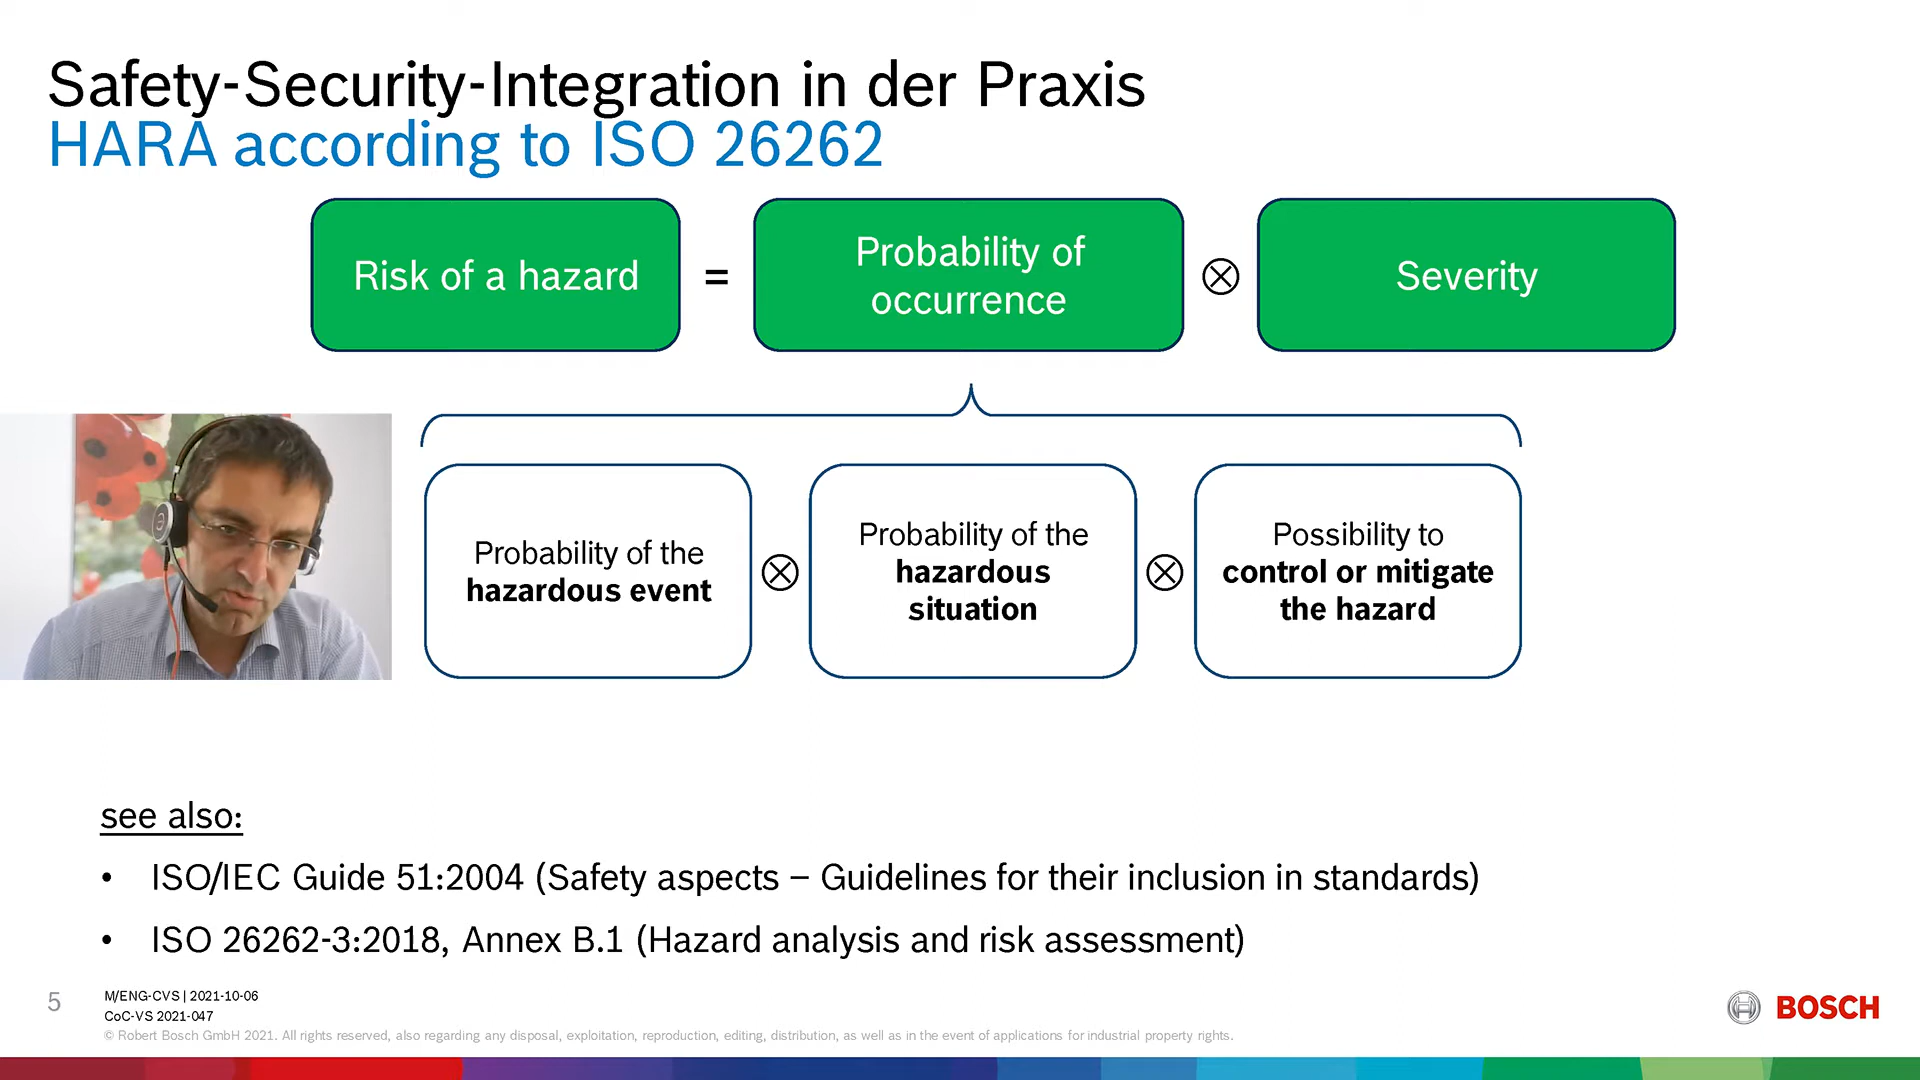 Safety-Security-Integration in der Praxis
HARA according to ISO 26262
Risk of a hazard
=
Probability of
occurrence
⊗
Severity
Probability of the
hazardous event
⊗
Probability of the
hazardous
situation
⊗
Possibility to
control or mitigate
the hazard
see also:
• ISO/IEC Guide 51:2004 (Safety aspects – Guidelines for their inclusion in standards)
• ISO 26262-3:2018, Annex B.1 (Hazard analysis and risk assessment)
5
M/ENG-CVS | 2021-10-06
CoC-VS 2021-047
© Robert Bosch GmbH 2021. All rights reserved, also regarding any disposal, exploitation, reproduction, editing, distribution, as well as in the event of applications for industrial property rights.
BOSCH